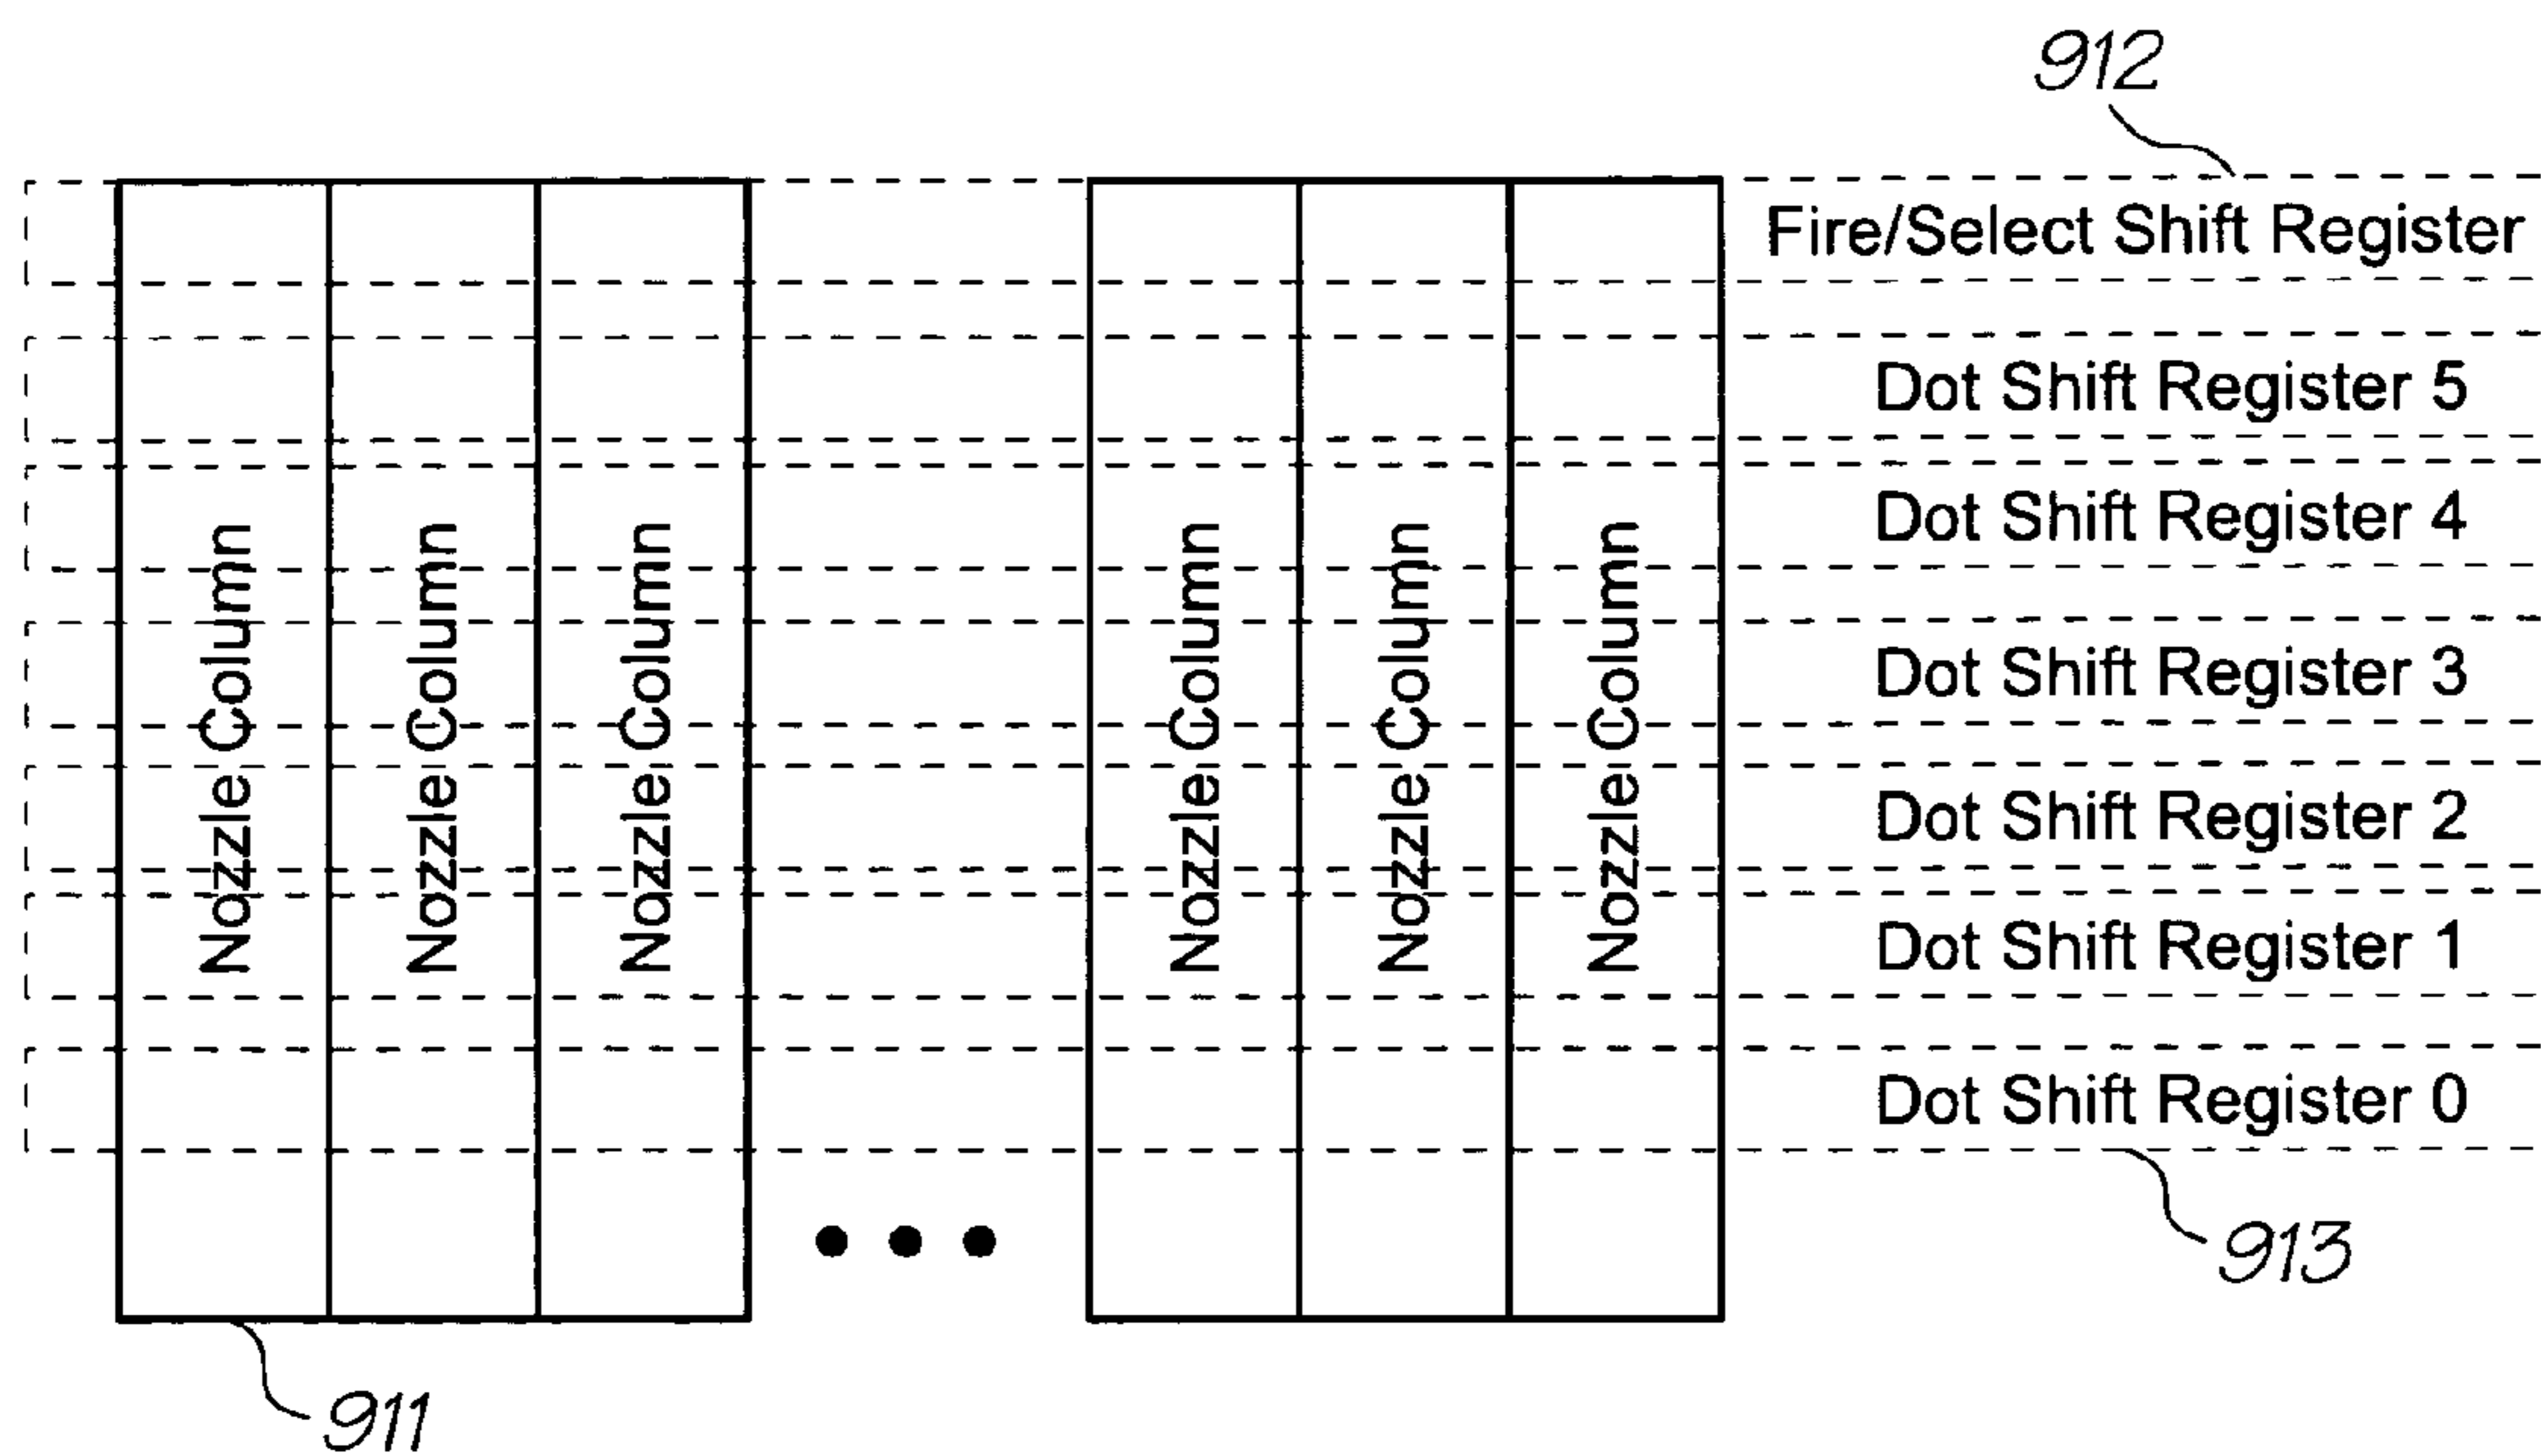 912
Fire/Select Shift Register
Dot Shift Register 5
Dot Shift Register 4
Dot Shift Register 3
Dot Shift Register 2
Dot Shift Register 1
Dot Shift Register 0
Nozzle Column
Nozzle Column
Nozzle Column
Nozzle Column
Nozzle Column
Nozzle Column
913
911